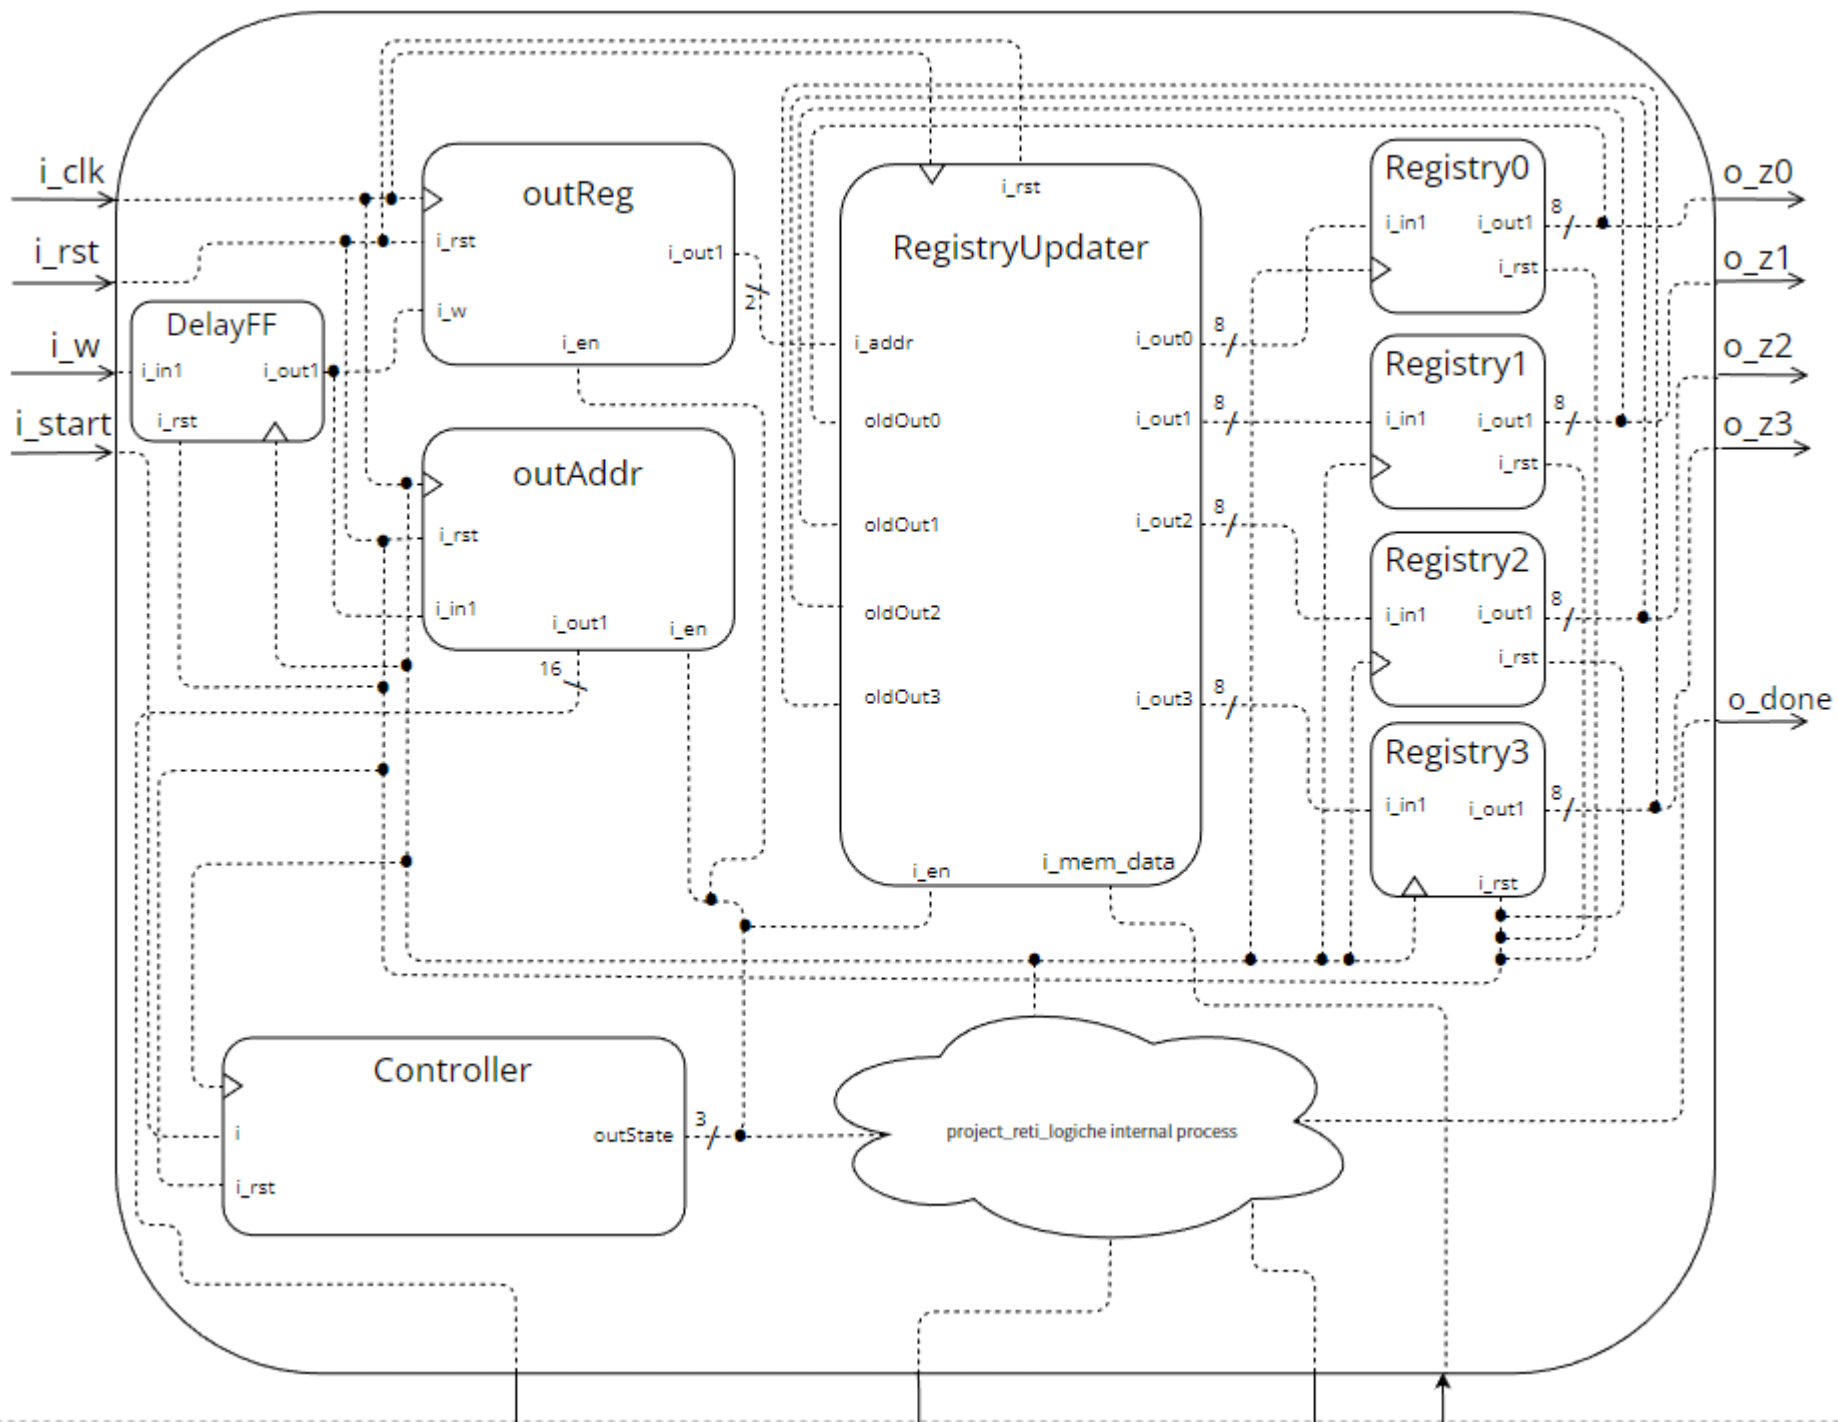 i_clk
i_rst
i_w
i_start
DelayFF
i_in1
i_out1
i_rst
outReg
i_rst
i_out1
i_w
i_en
2
outAddr
i_rst
i_in1
i_out1
i_en
16
i_rst
RegistryUpdater
i_addr
i_out0
8
oldOut0
i_out1
8
oldOut1
i_out2
8
oldOut2
oldOut3
i_out3
8
i_en
i_mem_data
Registry0
i_in1
i_out1
8
i_rst
Registry1
i_in1
i_out1
8
i_rst
Registry2
i_in1
i_out1
8
i_rst
Registry3
i_in1
i_out1
8
i_rst
o_z0
o_z1
o_z2
o_z3
o_done
Controller
i
outState
3
i_rst
project_reti_logiche internal process